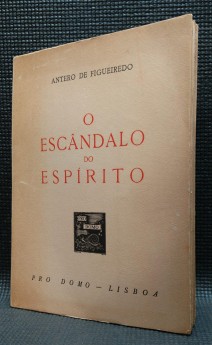 ANTERO DE FIGUEIREDO
O
ESCÂNDALO
DO
ESPÍRITO
PRO DOMO — LISBOA